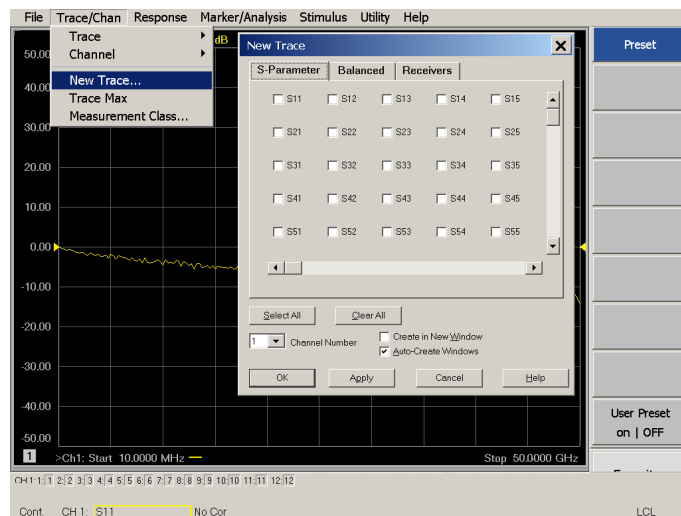 File Trace/Chan Response Marker/Analysis Stimulus Utility Help
Trace
Channel
New Trace...
Trace Max
Measurement Class...
dB
50.00
40.00
30.00
20.00
10.00
0.00
-10.00
-20.00
-30.00
-40.00
-50.00
New Trace
S-Parameter Balanced Receivers
S11 S12 S13 S14 S15
S21 S22 S23 S24 S25
S31 S32 S33 S34 S35
S41 S42 S43 S44 S45
S51 S52 S53 S54 S55
Select All Clear All
1 Channel Number
Create in New Window
Auto-Create Windows
OK Apply Cancel Help
Preset
User Preset
on | OFF
1 >Ch1: Start 10.0000 MHz Stop 50.0000 GHz
CH 1: 1: 1 2: 2 3: 3 4: 4 5: 5 6: 6 7: 7 8: 8 9: 9 10:10 11:11 12:12
Cont. CH 1: S11 No Cor LCL